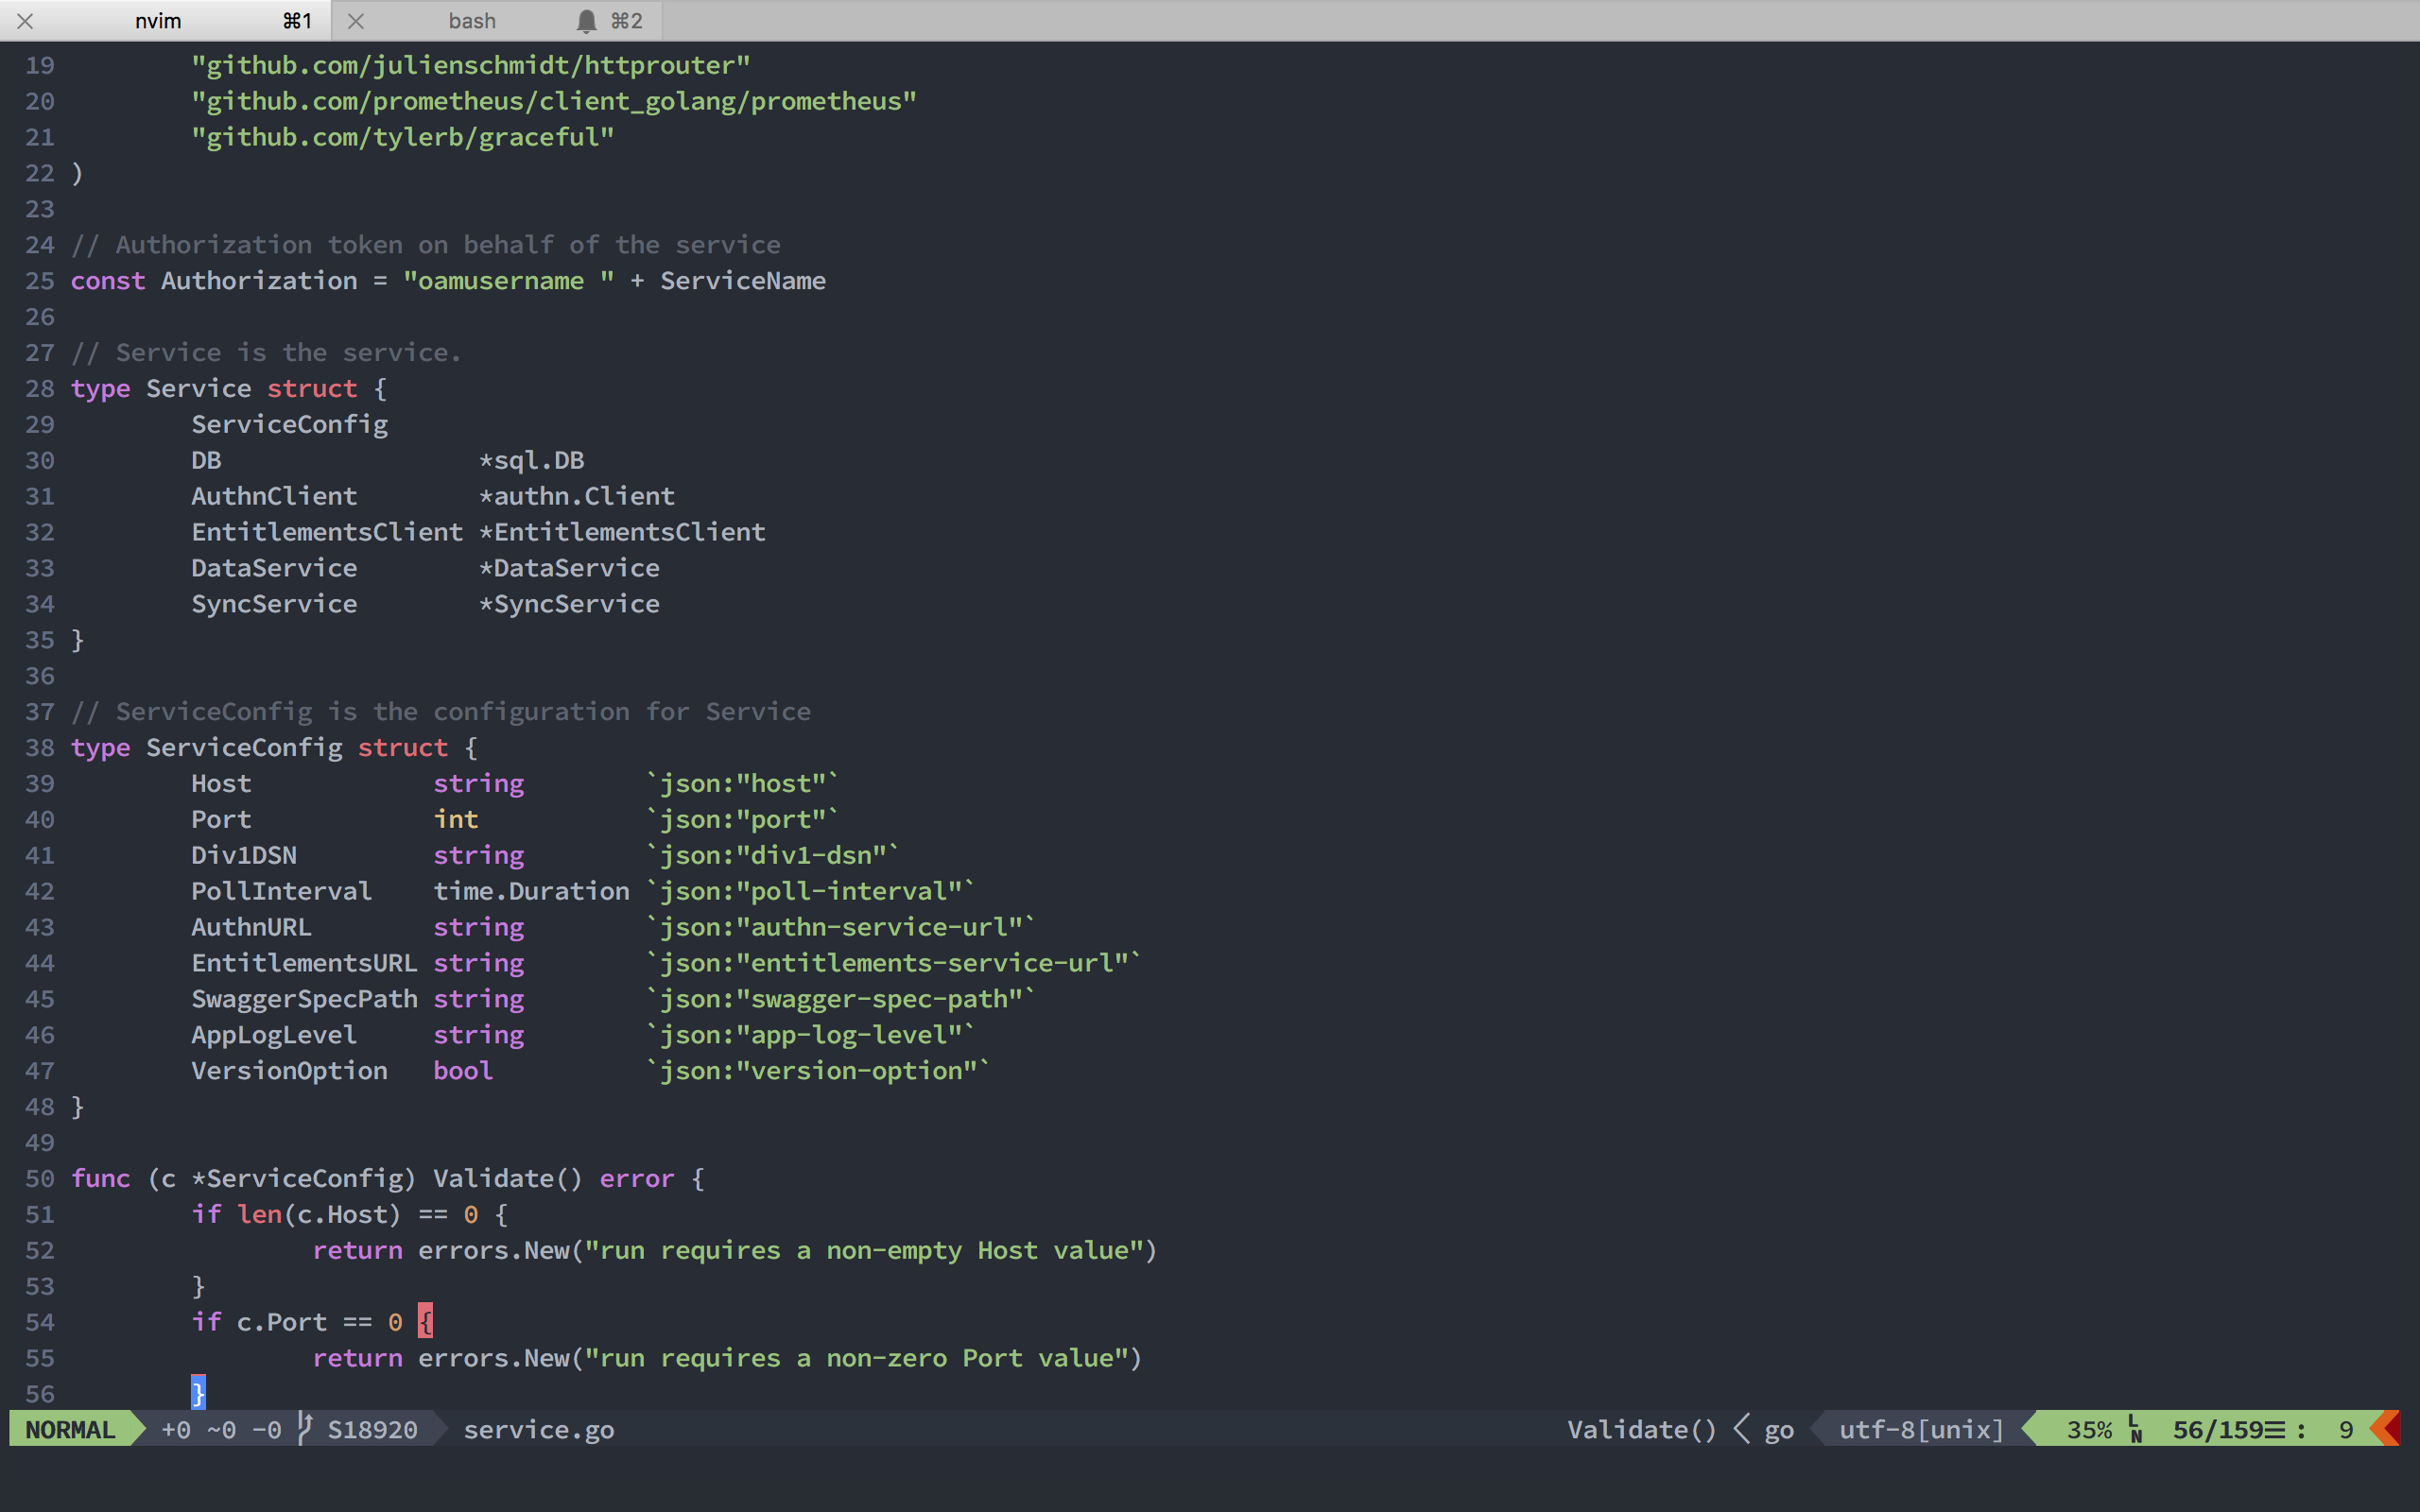 nvim ⌘1 bash ⌘2
19 "github.com/julienschmidt/httprouter"
20 "github.com/prometheus/client_golang/prometheus"
21 "github.com/tylerb/graceful"
22 )
23
24 // Authorization token on behalf of the service
25 const Authorization = "oamusername " + ServiceName
26
27 // Service is the service.
28 type Service struct {
29 ServiceConfig
30 DB *sql.DB
31 AuthnClient *authn.Client
32 EntitlementsClient *EntitlementsClient
33 DataService *DataService
34 SyncService *SyncService
35 }
36
37 // ServiceConfig is the configuration for Service
38 type ServiceConfig struct {
39 Host string `json:"host"`
40 Port int `json:"port"`
41 Div1DSN string `json:"div1-dsn"`
42 PollInterval time.Duration `json:"poll-interval"`
43 AuthnURL string `json:"authn-service-url"`
44 EntitlementsURL string `json:"entitlements-service-url"`
45 SwaggerSpecPath string `json:"swagger-spec-path"`
46 AppLogLevel string `json:"app-log-level"`
47 VersionOption bool `json:"version-option"`
48 }
49
50 func (c *ServiceConfig) Validate() error {
51 if len(c.Host) == 0 {
52 return errors.New("run requires a non-empty Host value")
53 }
54 if c.Port == 0 {
55 return errors.New("run requires a non-zero Port value")
56 }
NORMAL +0 ~0 -0 S18920 service.go Validate() < go utf-8[unix] 35% LN 56/159☰ : 9